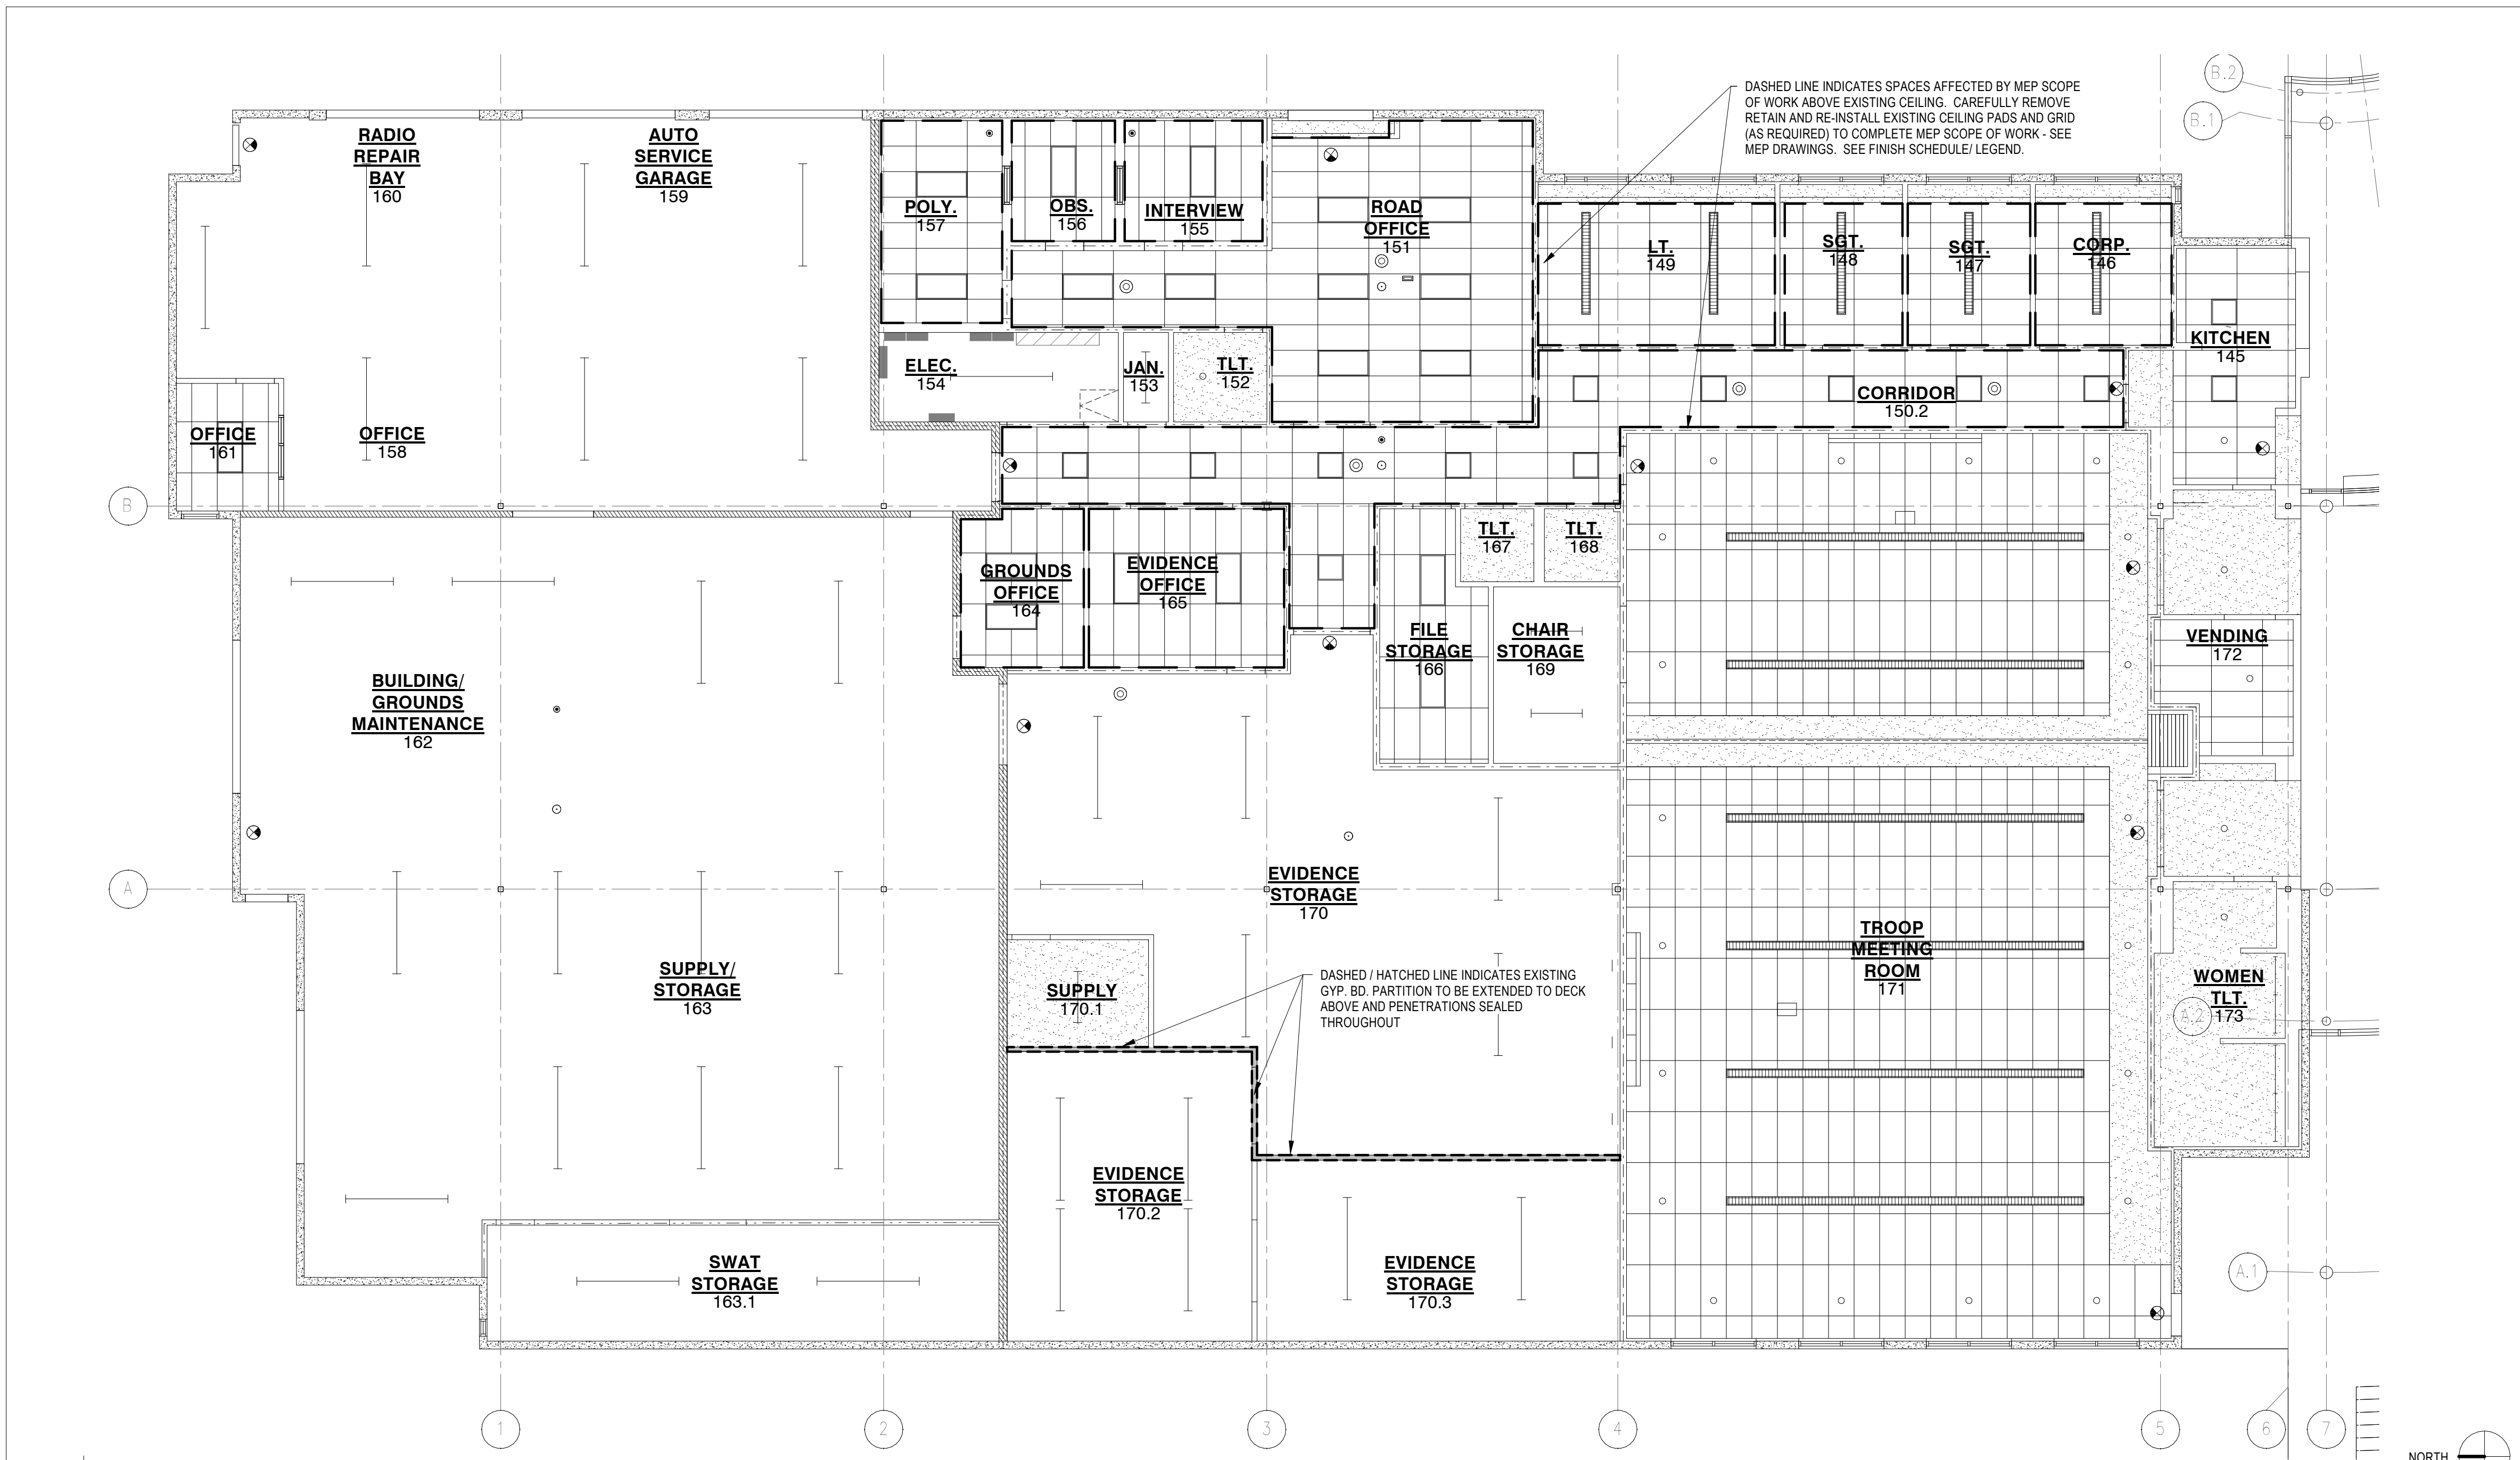 B.2
B.1
DASHED LINE INDICATES SPACES AFFECTED BY MEP SCOPE
OF WORK ABOVE EXISTING CEILING. CAREFULLY REMOVE
RETAIN AND RE-INSTALL EXISTING CEILING PADS AND GRID
(AS REQUIRED) TO COMPLETE MEP SCOPE OF WORK - SEE
MEP DRAWINGS. SEE FINISH SCHEDULE/ LEGEND.
RADIO
REPAIR
BAY
160
AUTO
SERVICE
GARAGE
159
POLY.
157
OBS.
156
INTERVIEW
155
ROAD
OFFICE
151
LT.
149
SGT.
148
SGT.
147
CORP.
146
KITCHEN
145
ELEC.
154
JAN.
153
TLT.
152
CORRIDOR
150.2
OFFICE
161
OFFICE
158
B
GROUNDS
OFFICE
164
EVIDENCE
OFFICE
165
TLT.
167
TLT.
168
FILE
STORAGE
166
CHAIR
STORAGE
169
VENDING
172
BUILDING/
GROUNDS
MAINTENANCE
162
A
EVIDENCE
STORAGE
170
TROOP
MEETING
ROOM
171
SUPPLY/
STORAGE
163
SUPPLY
170.1
DASHED / HATCHED LINE INDICATES EXISTING
GYP. BD. PARTITION TO BE EXTENDED TO DECK
ABOVE AND PENETRATIONS SEALED
THROUGHOUT
WOMEN
TLT.
173
A.2
EVIDENCE
STORAGE
170.2
SWAT
STORAGE
163.1
EVIDENCE
STORAGE
170.3
A.1
1
2
3
4
5
6
7
NORTH